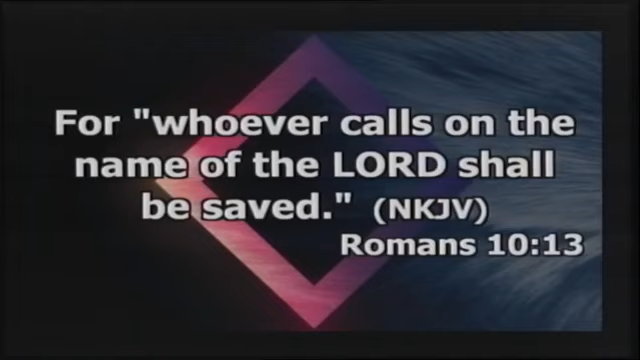 For "whoever calls on the
name of the LORD shall
be saved." (NKJV)
Romans 10:13